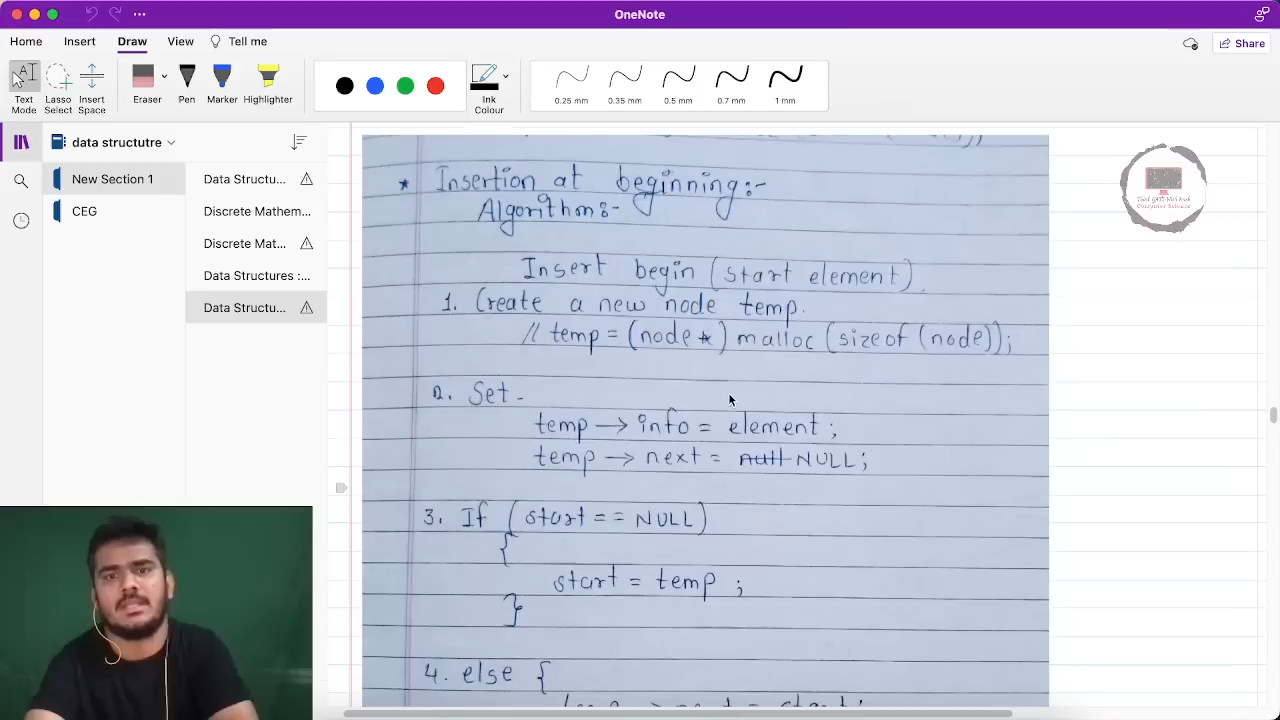 OneNote
Home Insert Draw View Tell me
Share
Text Mode
Lasso Select
Insert Space
Eraser
Pen
Marker
Highlighter
Ink Colour
0.25 mm 0.35 mm 0.5 mm 0.7 mm 1 mm
data structutre
New Section 1
CEG
Data Structu...
Discrete Mathem...
Discrete Mat...
Data Structures :...
Data Structu...
* Insertion at beginning:-
Algorithm:-
Insert begin (start element).
1. Create a new node temp.
// temp = (node *) malloc (sizeof (node));
2. Set -
temp → info = element ;
temp → next = null NULL;
3. If (start == NULL)
{
start = temp ;
}
4. else {
Computer Science